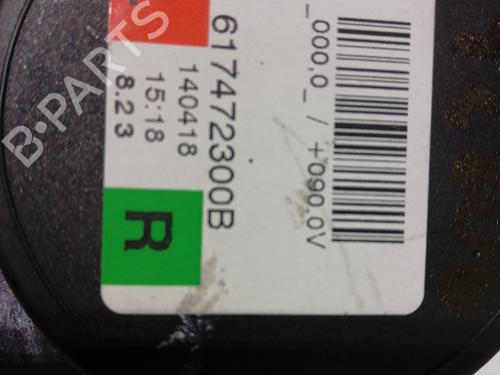 _000,0_ / +090.0V
617472300B
140418
15:18
8.23
R
B-PARTS